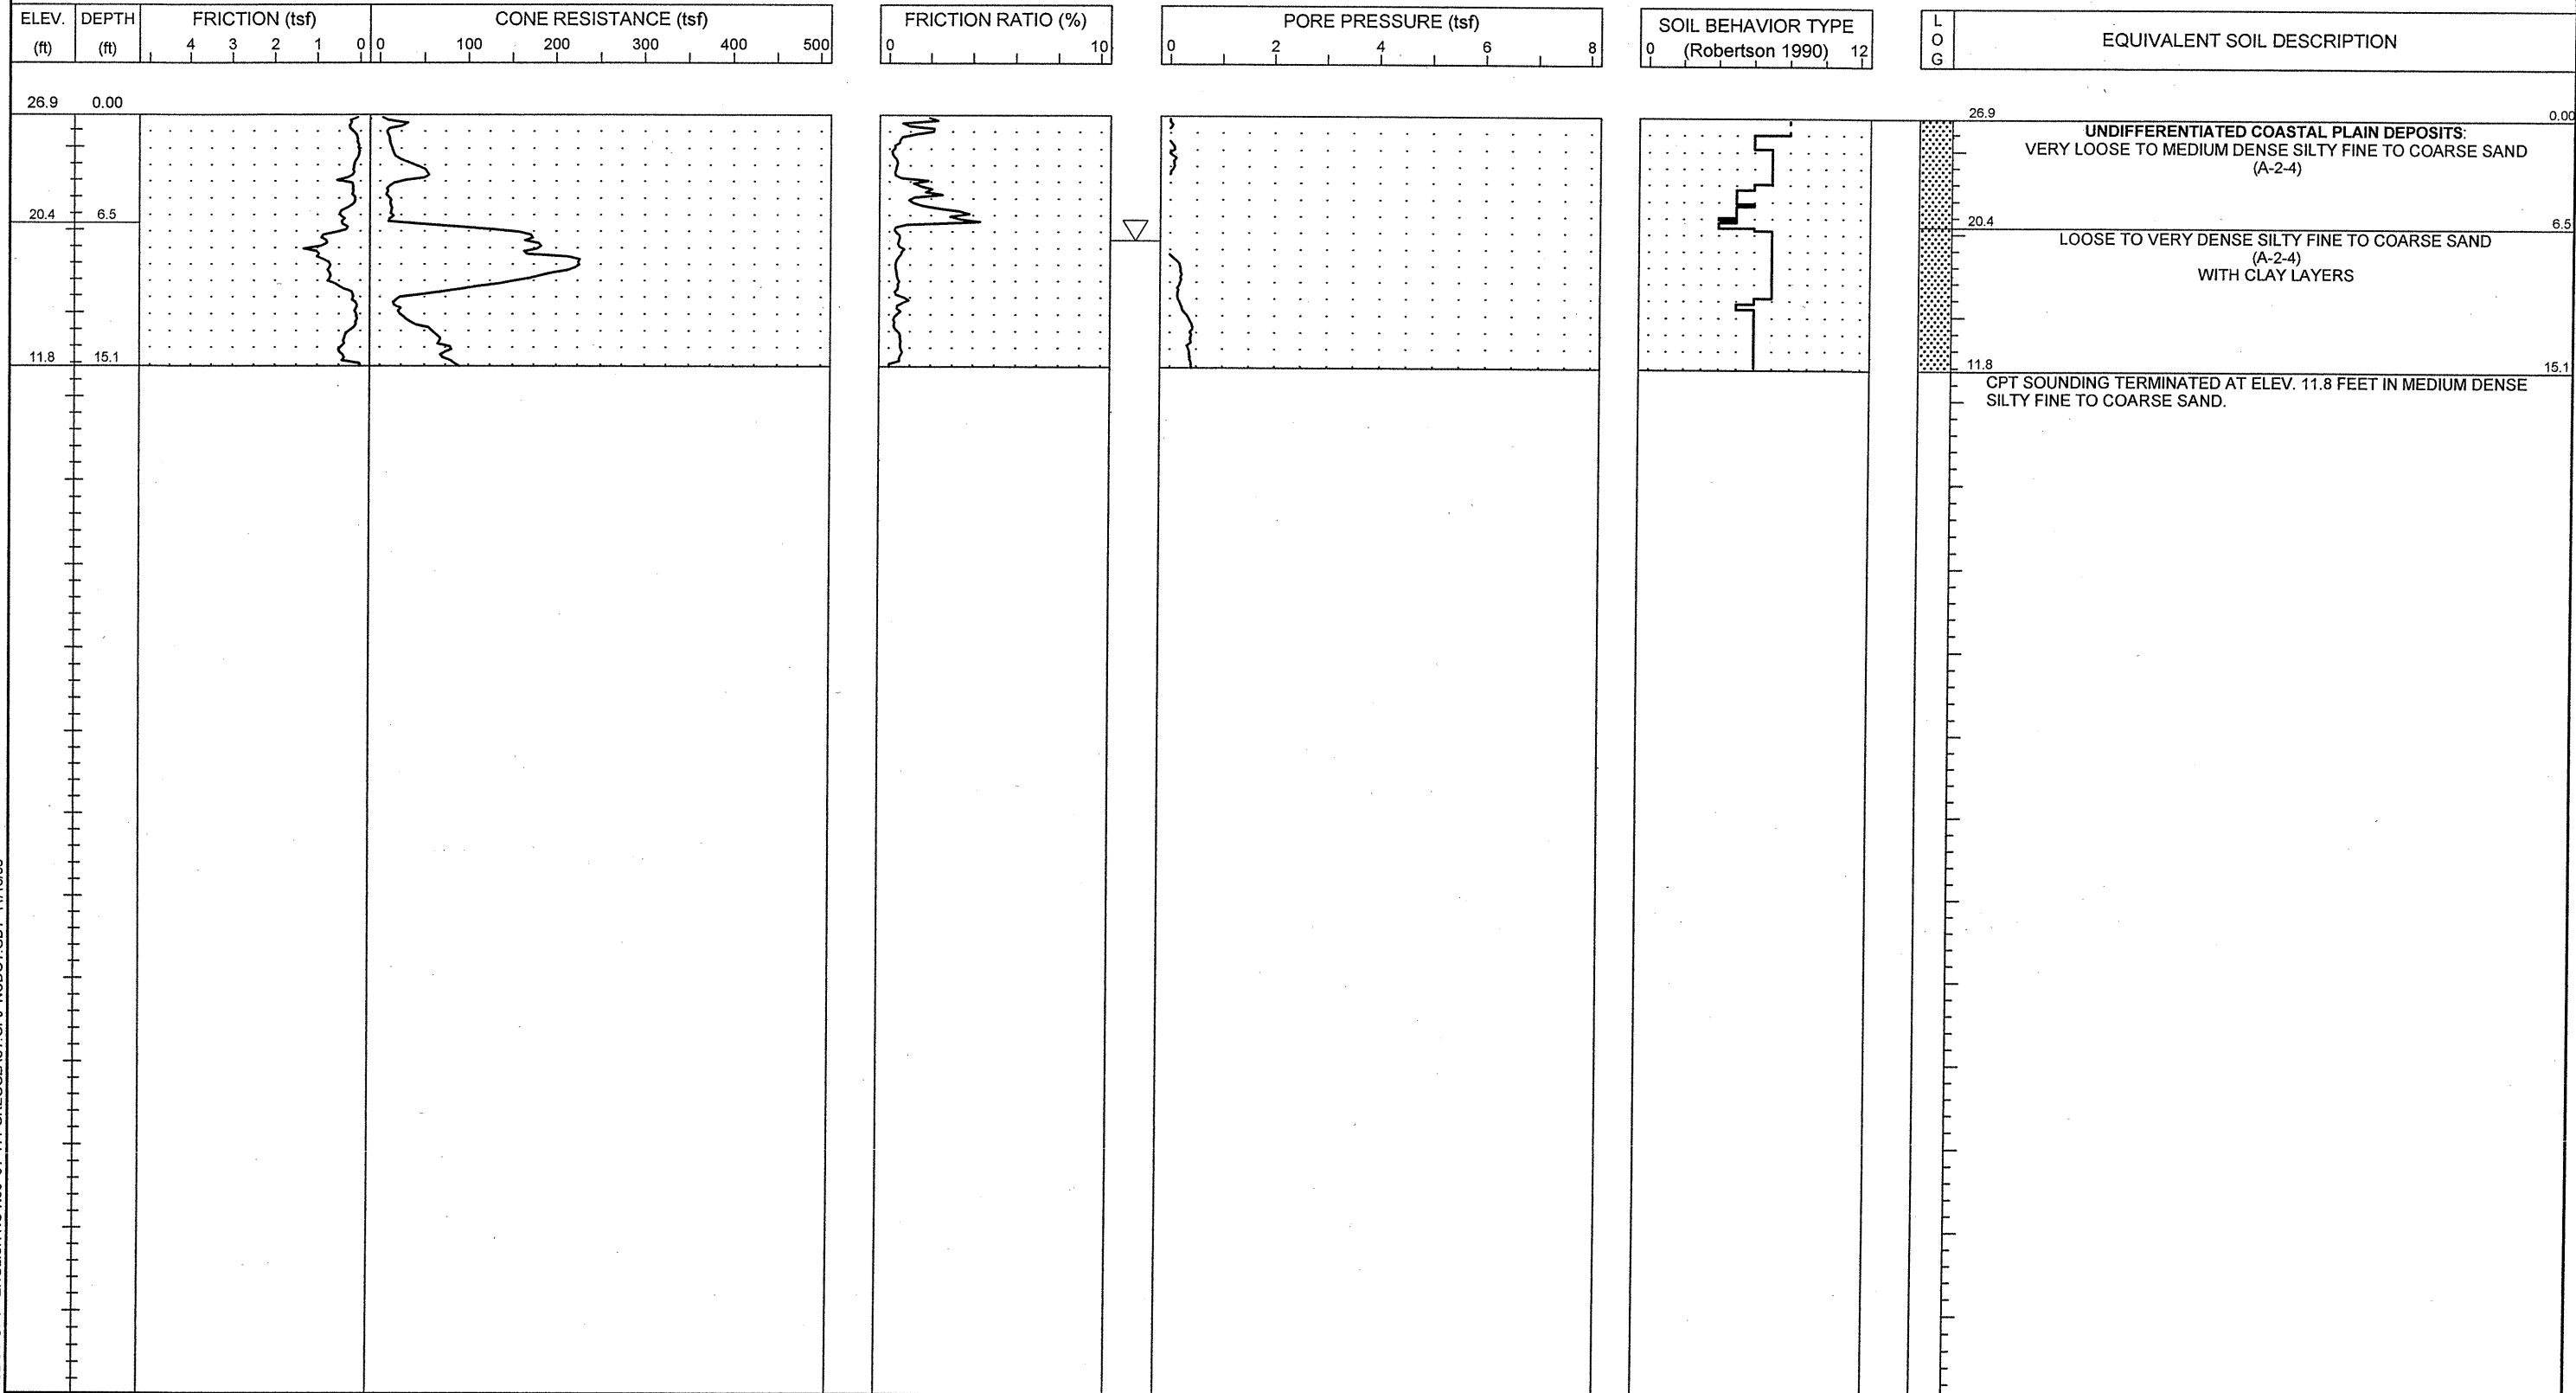 ELEV. DEPTH FRICTION (tsf) CONE RESISTANCE (tsf) FRICTION RATIO (%) PORE PRESSURE (tsf) SOIL BEHAVIOR TYPE L
(ft) (ft) 4 3 2 1 0 0 100 200 300 400 500 0 10 0 2 4 6 8 0 (Robertson 1990) 12 O EQUIVALENT SOIL DESCRIPTION
G
26.9 0.00
26.9 0.00
UNDIFFERENTIATED COASTAL PLAIN DEPOSITS:
VERY LOOSE TO MEDIUM DENSE SILTY FINE TO COARSE SAND
(A-2-4)
20.4 6.5
20.4 6.5
LOOSE TO VERY DENSE SILTY FINE TO COARSE SAND
(A-2-4)
WITH CLAY LAYERS
11.8 15.1
11.8 15.1
CPT SOUNDING TERMINATED AT ELEV. 11.8 FEET IN MEDIUM DENSE
SILTY FINE TO COARSE SAND.